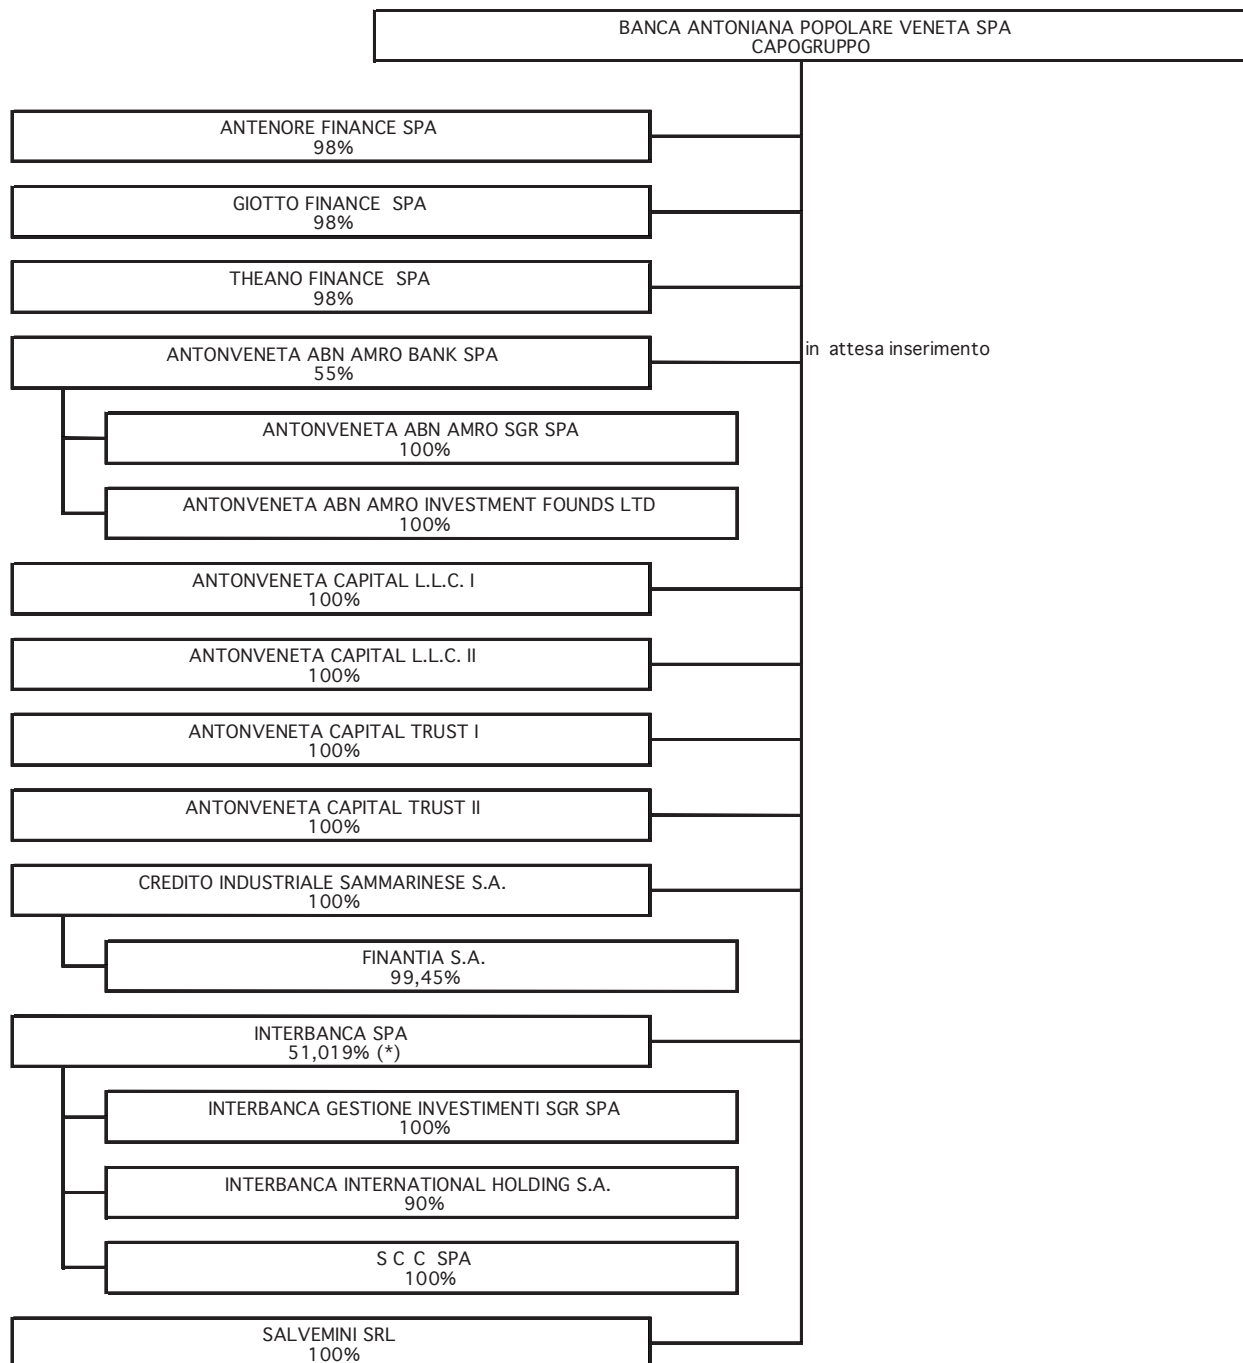 BANCA ANTONIANA POPOLARE VENETA SPA
CAPOGRUPPO
ANTENORE FINANCE SPA
98%
GIOTTO FINANCE SPA
98%
THEANO FINANCE SPA
98%
ANTONVENETA ABN AMRO BANK SPA
55%
in attesa inserimento
ANTONVENETA ABN AMRO SGR SPA
100%
ANTONVENETA ABN AMRO INVESTMENT FOUNDS LTD
100%
ANTONVENETA CAPITAL L.L.C. I
100%
ANTONVENETA CAPITAL L.L.C. II
100%
ANTONVENETA CAPITAL TRUST I
100%
ANTONVENETA CAPITAL TRUST II
100%
CREDITO INDUSTRIALE SAMMARINESE S.A.
100%
FINANTIA S.A.
99,45%
INTERBANCA SPA
51,019% (*)
INTERBANCA GESTIONE INVESTIMENTI SGR SPA
100%
INTERBANCA INTERNATIONAL HOLDING S.A.
90%
S C C SPA
100%
SALVEMINI SRL
100%